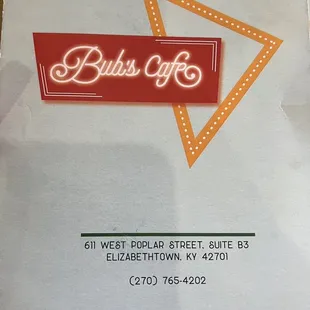 Bub's Cafe
611 WEST POPLAR STREET, SUITE B3
ELIZABETHTOWN, KY 42701
(270) 765-4202